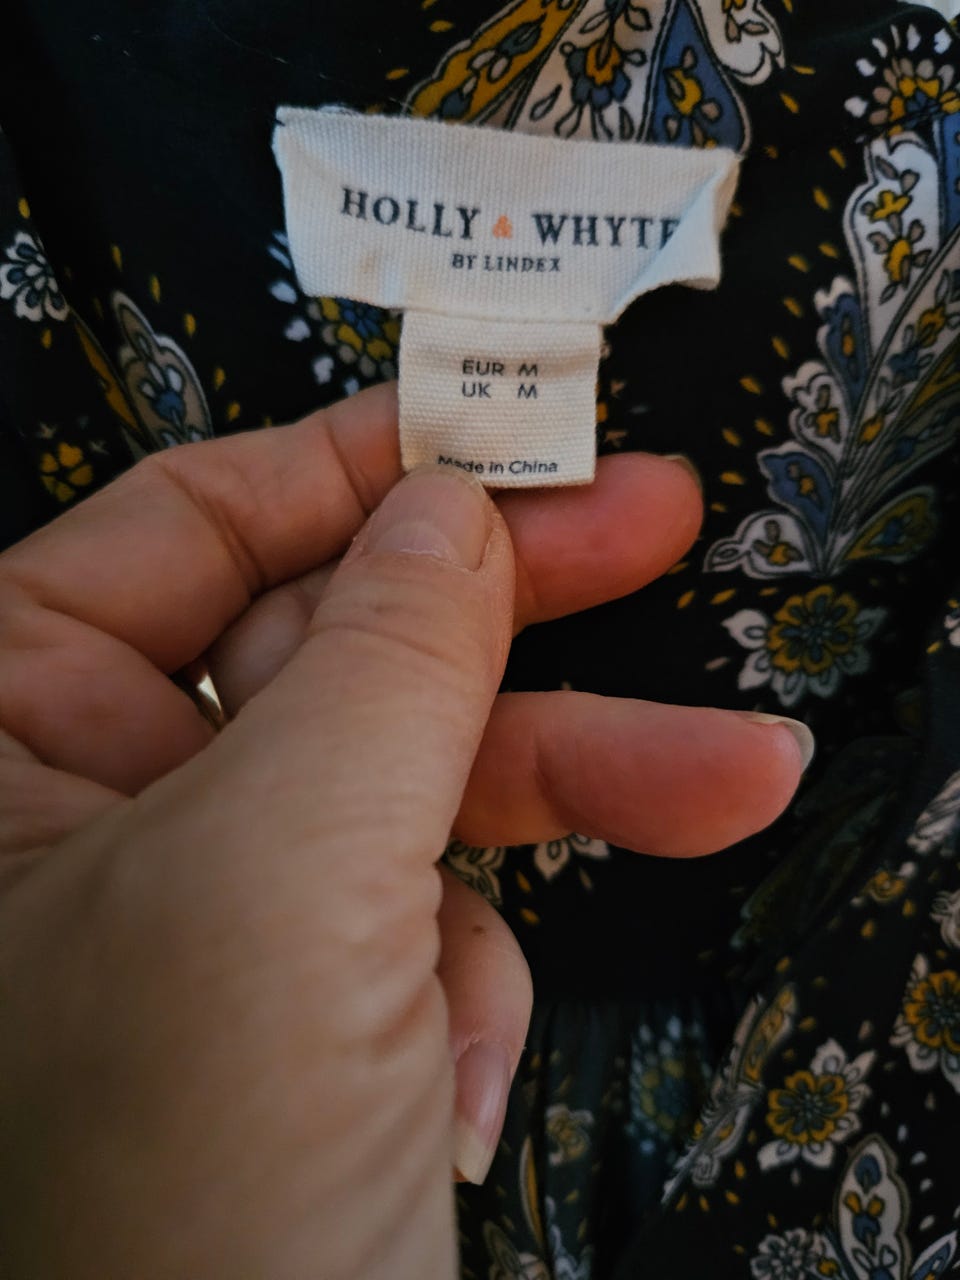 HOLLY & WHYTE
BY LINDEX
EUR M
UK M
Made in China